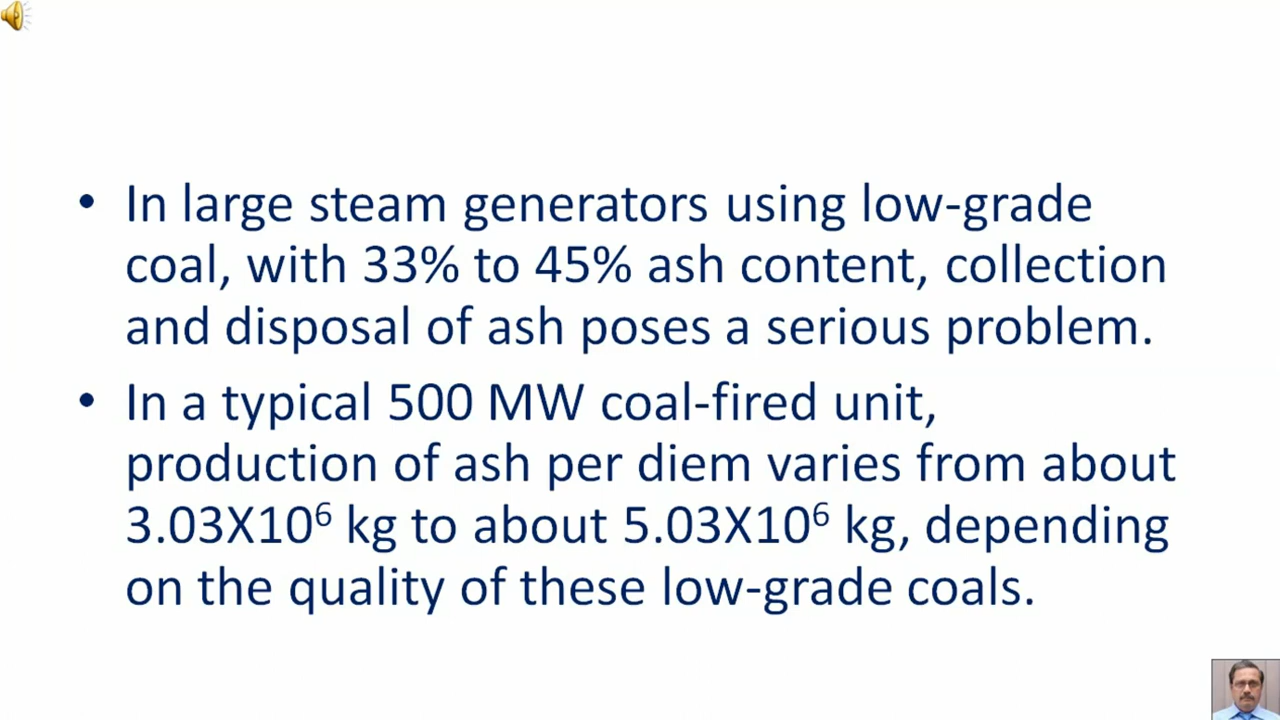 • In large steam generators using low-grade
coal, with 33% to 45% ash content, collection
and disposal of ash poses a serious problem.
• In a typical 500 MW coal-fired unit,
production of ash per diem varies from about
3.03X10⁶ kg to about 5.03X10⁶ kg, depending
on the quality of these low-grade coals.